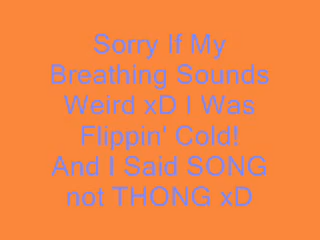 Sorry If My
Breathing Sounds
Weird xD I Was
Flippin' Cold!
And I Said SONG
not THONG xD